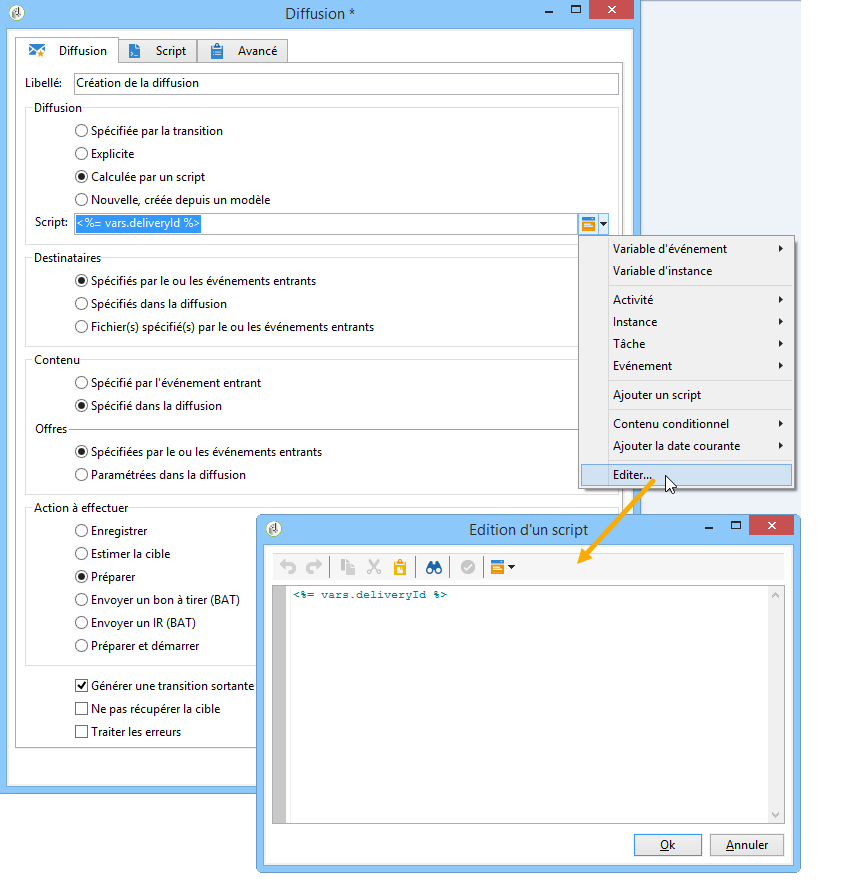 Diffusion *
Diffusion
Script
Avancé
Libellé:
Création de la diffusion
Diffusion
Spécifiée par la transition
Explicite
Calculée par un script
Nouvelle, créée depuis un modèle
Script:
<%= vars.deliveryId %>
Variable d'événement
Variable d'instance
Activité
Instance
Tâche
Evénement
Ajouter un script
Contenu conditionnel
Ajouter la date courante
Editer...
Destinataires
Spécifiés par le ou les événements entrants
Spécifiés dans la diffusion
Fichier(s) spécifié(s) par le ou les événements entrants
Contenu
Spécifié par l'événement entrant
Spécifié dans la diffusion
Offres
Spécifiées par le ou les événements entrants
Paramétrées dans la diffusion
Action à effectuer
Enregistrer
Estimer la cible
Préparer
Envoyer un bon à tirer (BAT)
Envoyer un IR (BAT)
Préparer et démarrer
Générer une transition sortante
Ne pas récupérer la cible
Traiter les erreurs
Edition d'un script
<%= vars.deliveryId %>
Ok
Annuler